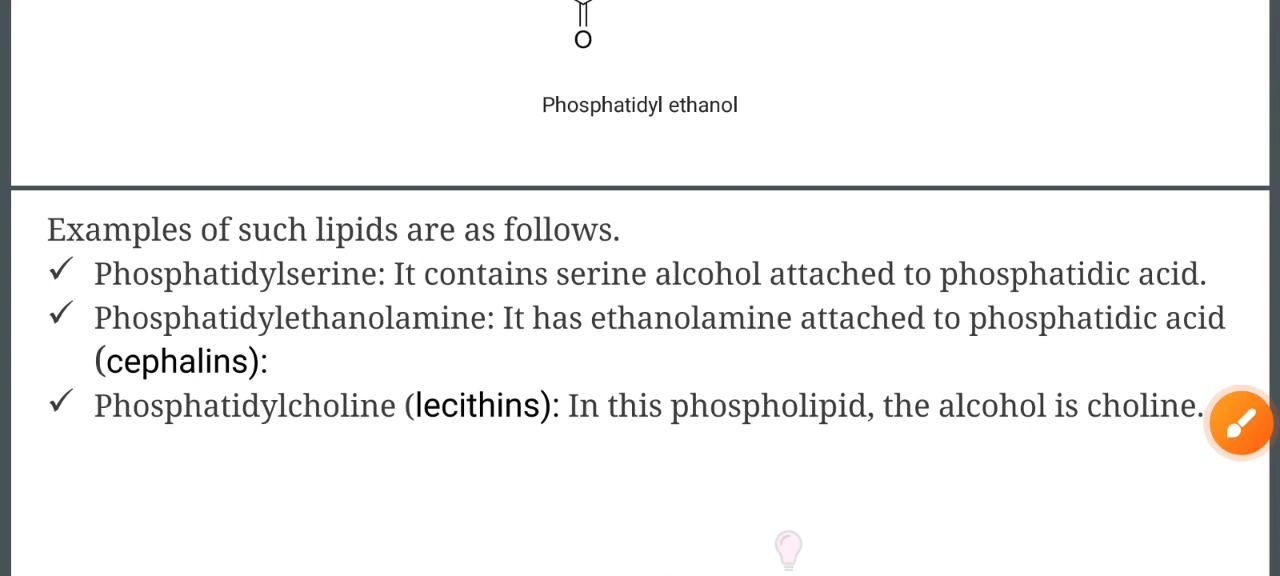 O
Phosphatidyl ethanol
Examples of such lipids are as follows.
✓ Phosphatidylserine: It contains serine alcohol attached to phosphatidic acid.
✓ Phosphatidylethanolamine: It has ethanolamine attached to phosphatidic acid
(cephalins):
✓ Phosphatidylcholine (lecithins): In this phospholipid, the alcohol is choline.